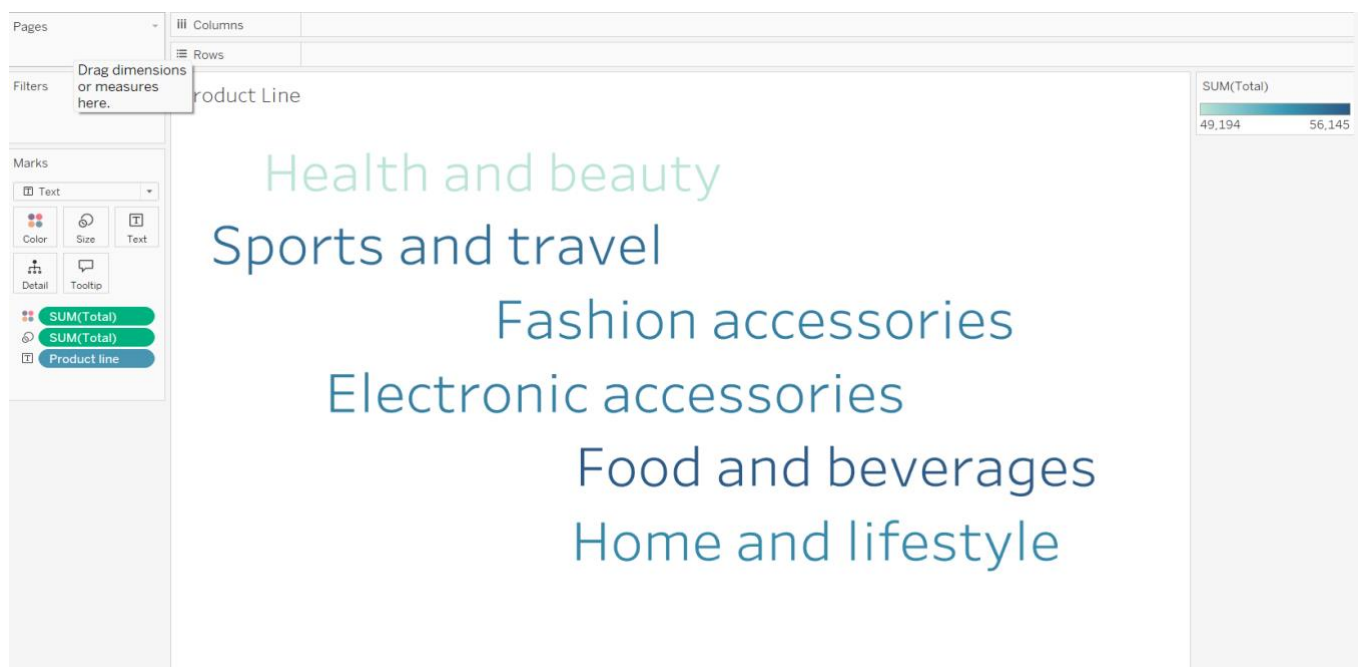 Pages
Columns
Rows
Drag dimensions
or measures
here.
Filters
roduct Line
SUM(Total)
49,194 56,145
Marks
Text
Color Size Text
Detail Tooltip
SUM(Total)
SUM(Total)
Product line
Health and beauty
Sports and travel
Fashion accessories
Electronic accessories
Food and beverages
Home and lifestyle